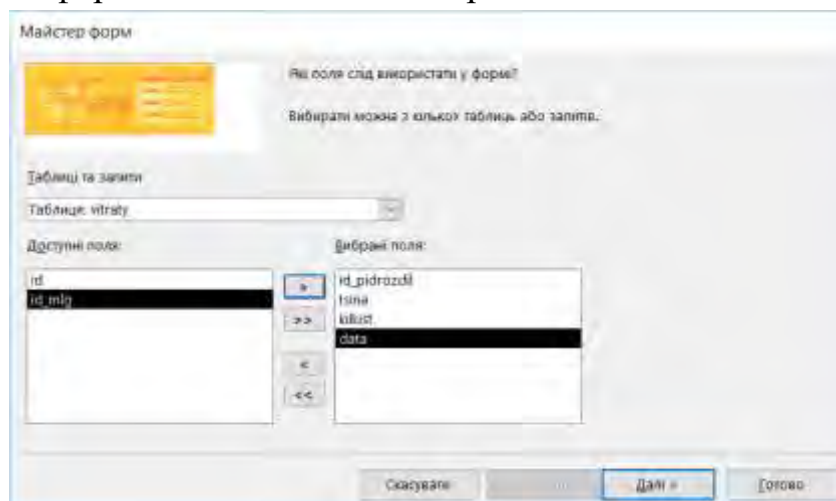 Майстер форм
Які поля слід використати у формі?
Вибирати можна з кількох таблиць або запитів.
Таблиці та запити
Таблиця: vitraty
Доступні поля:
Вибрані поля:
id
id_mlg
>
>>
<
<<
id_pidrozdil
tsina
kilkist
data
Скасувати
Далі >
Готово